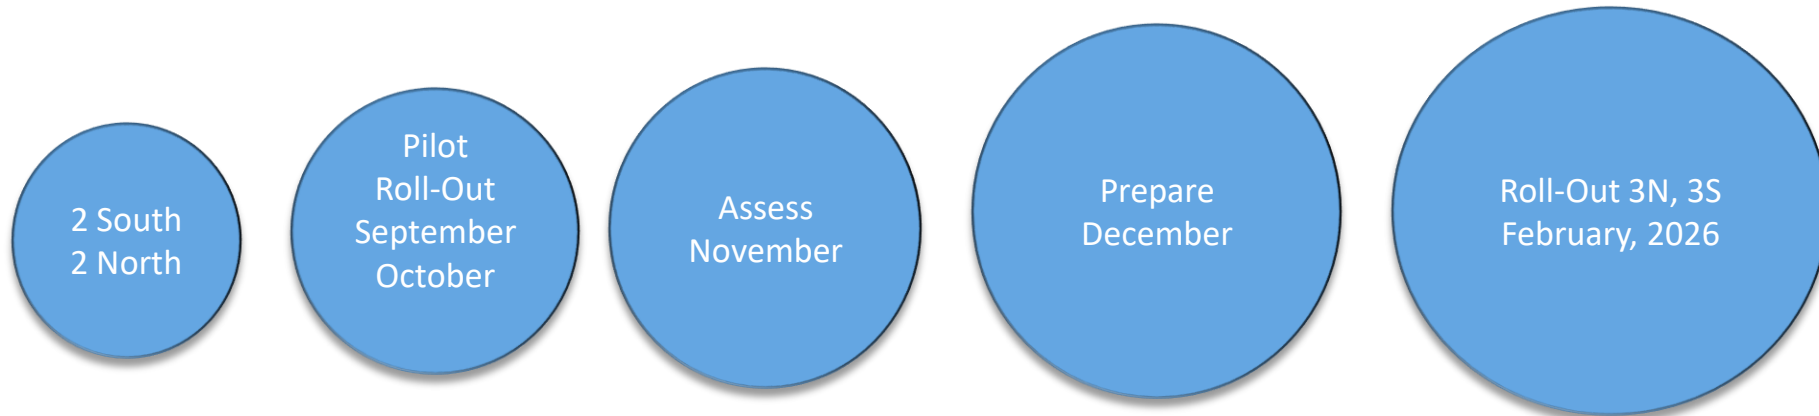 2 South
2 North
Pilot
Roll-Out
September
October
Assess
November
Prepare
December
Roll-Out 3N, 3S
February, 2026